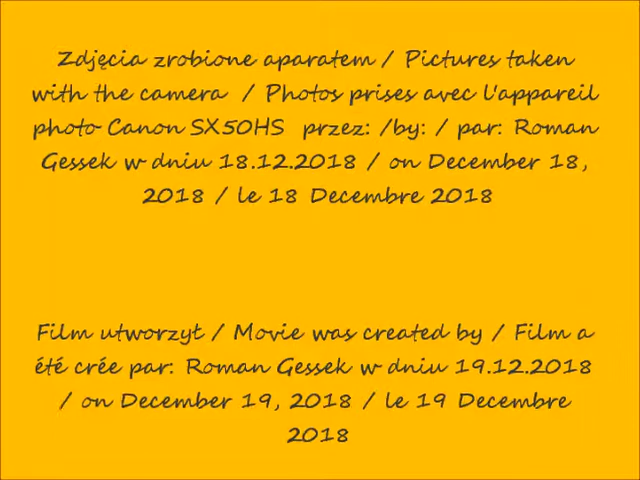 Zdjęcia zrobione aparatem / Pictures taken
with the camera / Photos prises avec l'appareil
photo Canon SX50HS przez: /by: / par: Roman
Gessek w dniu 18.12.2018 / on December 18,
2018 / le 18 Decembre 2018
Film utworzył / Movie was created by / Film a
été crée par: Roman Gessek w dniu 19.12.2018
/ on December 19, 2018 / le 19 Decembre
2018